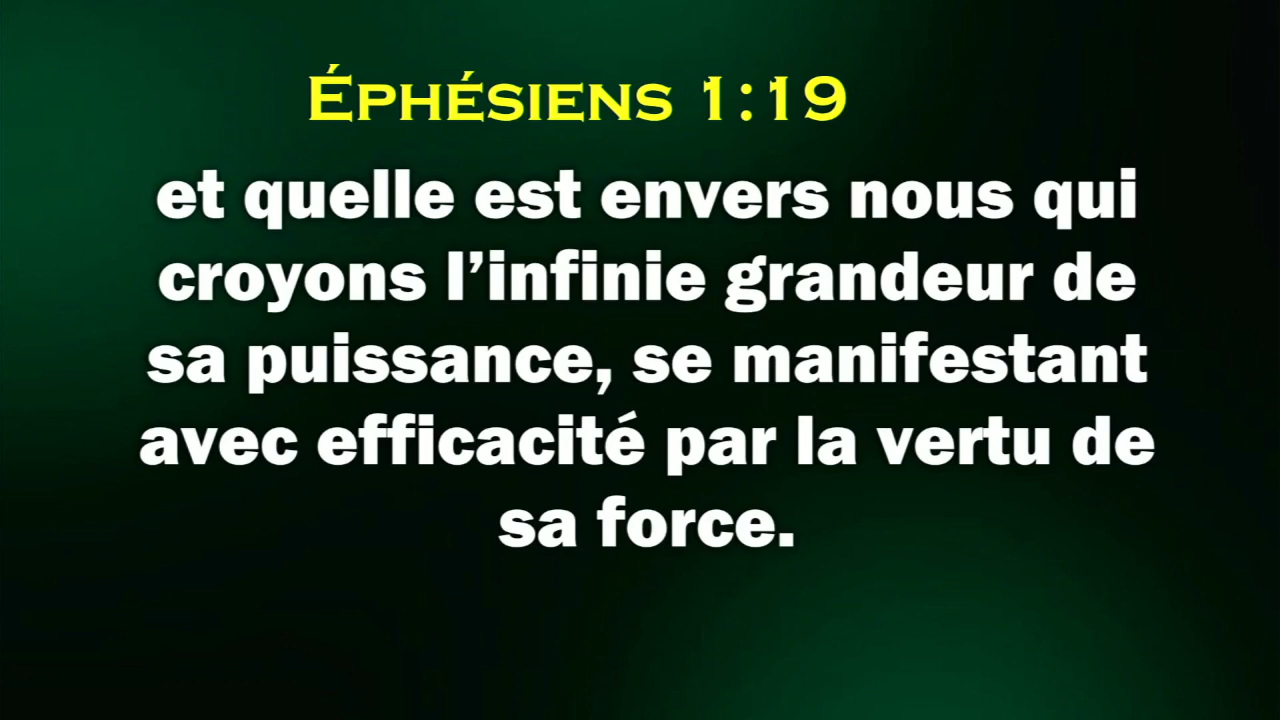 Éphésiens 1:19
et quelle est envers nous qui
croyons l’infinie grandeur de
sa puissance, se manifestant
avec efficacité par la vertu de
sa force.